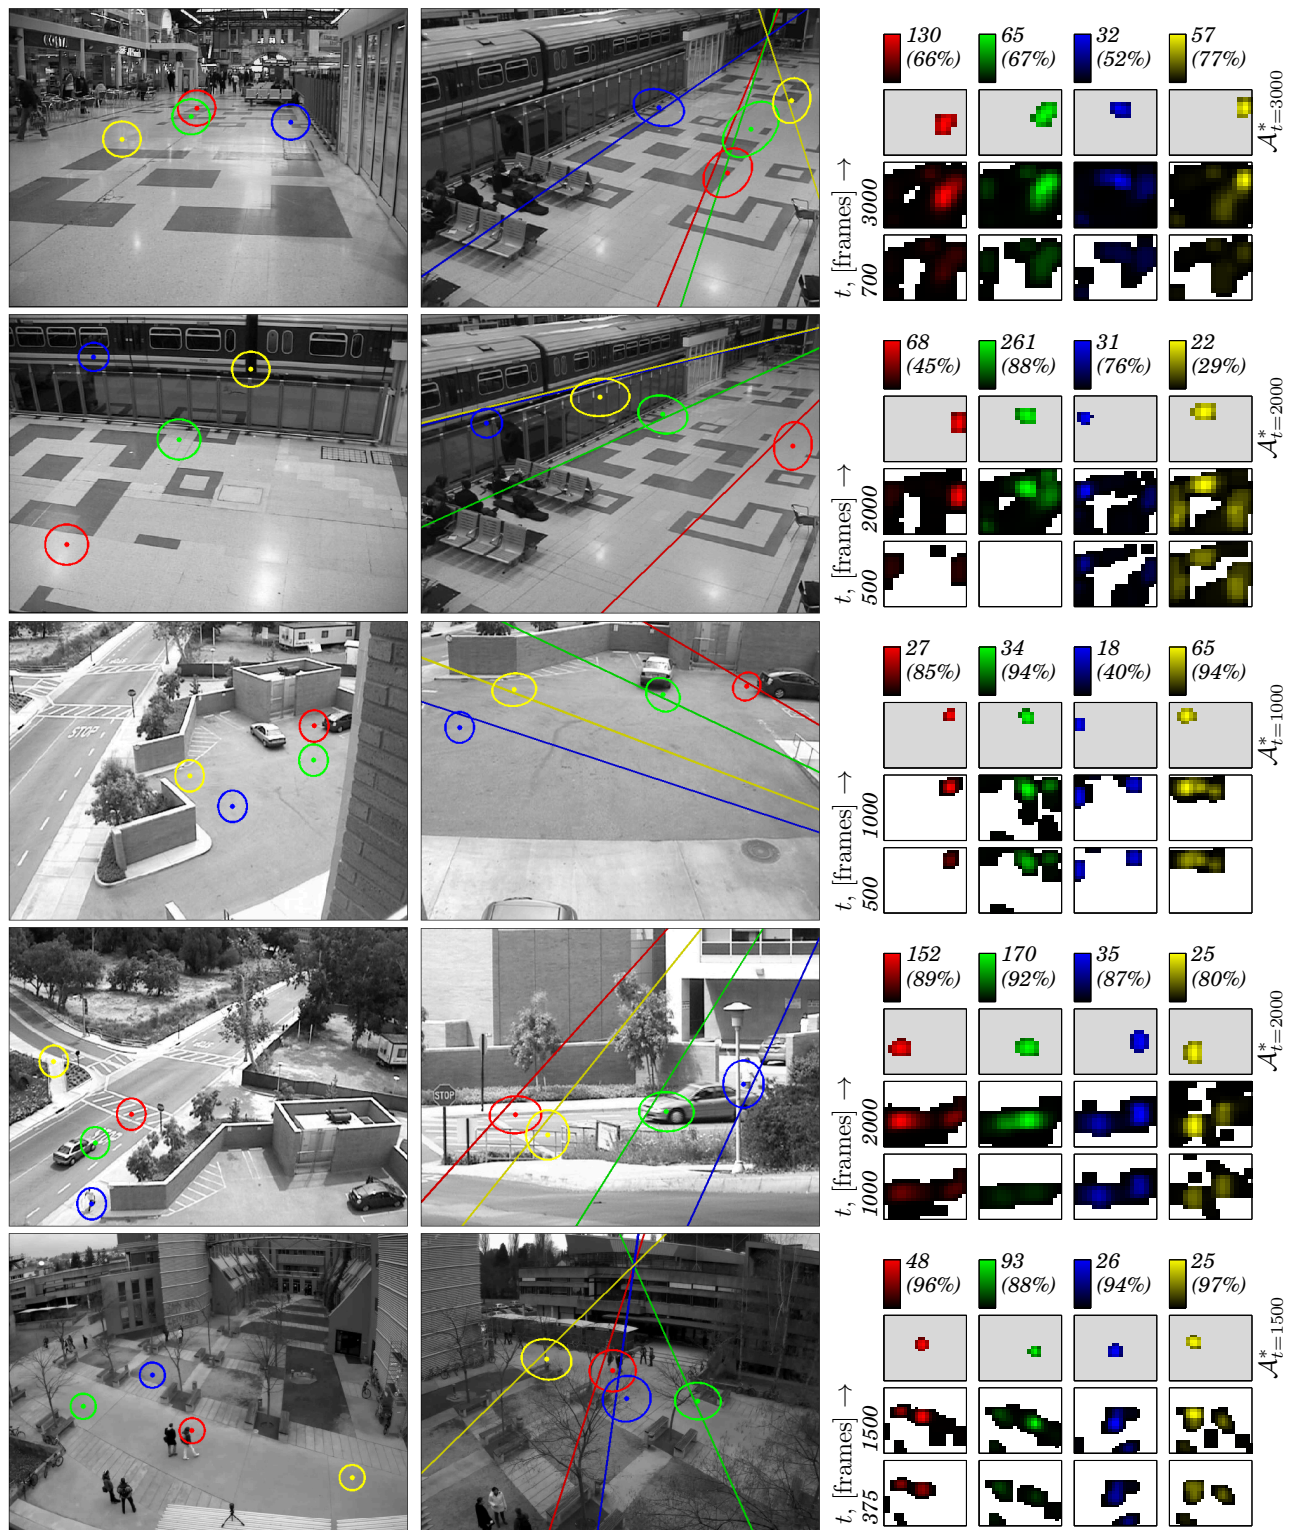 130 65 32 57
(66%) (67%) (52%) (77%)
𝒜*t=3000
t, [frames] →
3000
700
68 261 31 22
(45%) (88%) (76%) (29%)
𝒜*t=2000
t, [frames] →
2000
500
27 34 18 65
(85%) (94%) (40%) (94%)
𝒜*t=1000
t, [frames] →
1000
500
STOP
152 170 35 25
(89%) (92%) (87%) (80%)
𝒜*t=2000
t, [frames] →
2000
1000
STOP
48 93 26 25
(96%) (88%) (94%) (97%)
𝒜*t=1500
t, [frames] →
1500
375